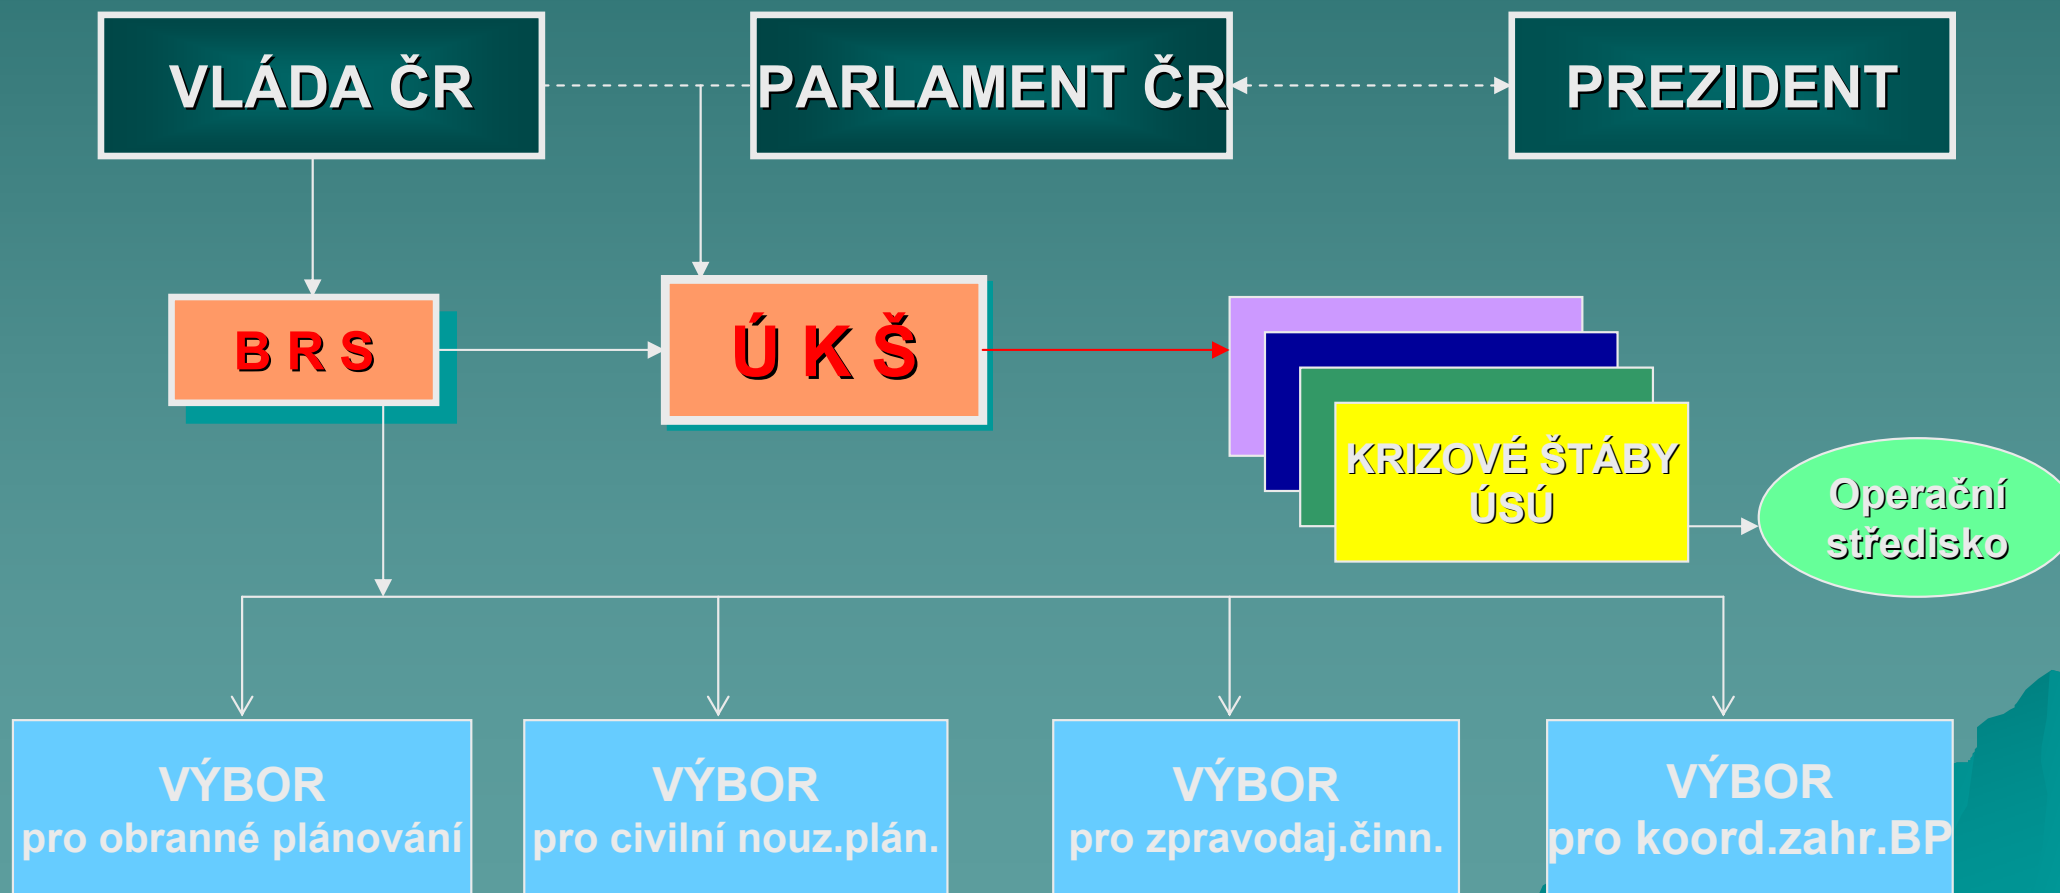 VLÁDA ČR
PARLAMENT ČR
PREZIDENT
B R S
Ú K Š
KRIZOVÉ ŠTÁBY
ÚSÚ
Operační
středisko
VÝBOR
pro obranné plánování
VÝBOR
pro civilní nouz.plán.
VÝBOR
pro zpravodaj.činn.
VÝBOR
pro koord.zahr.BP